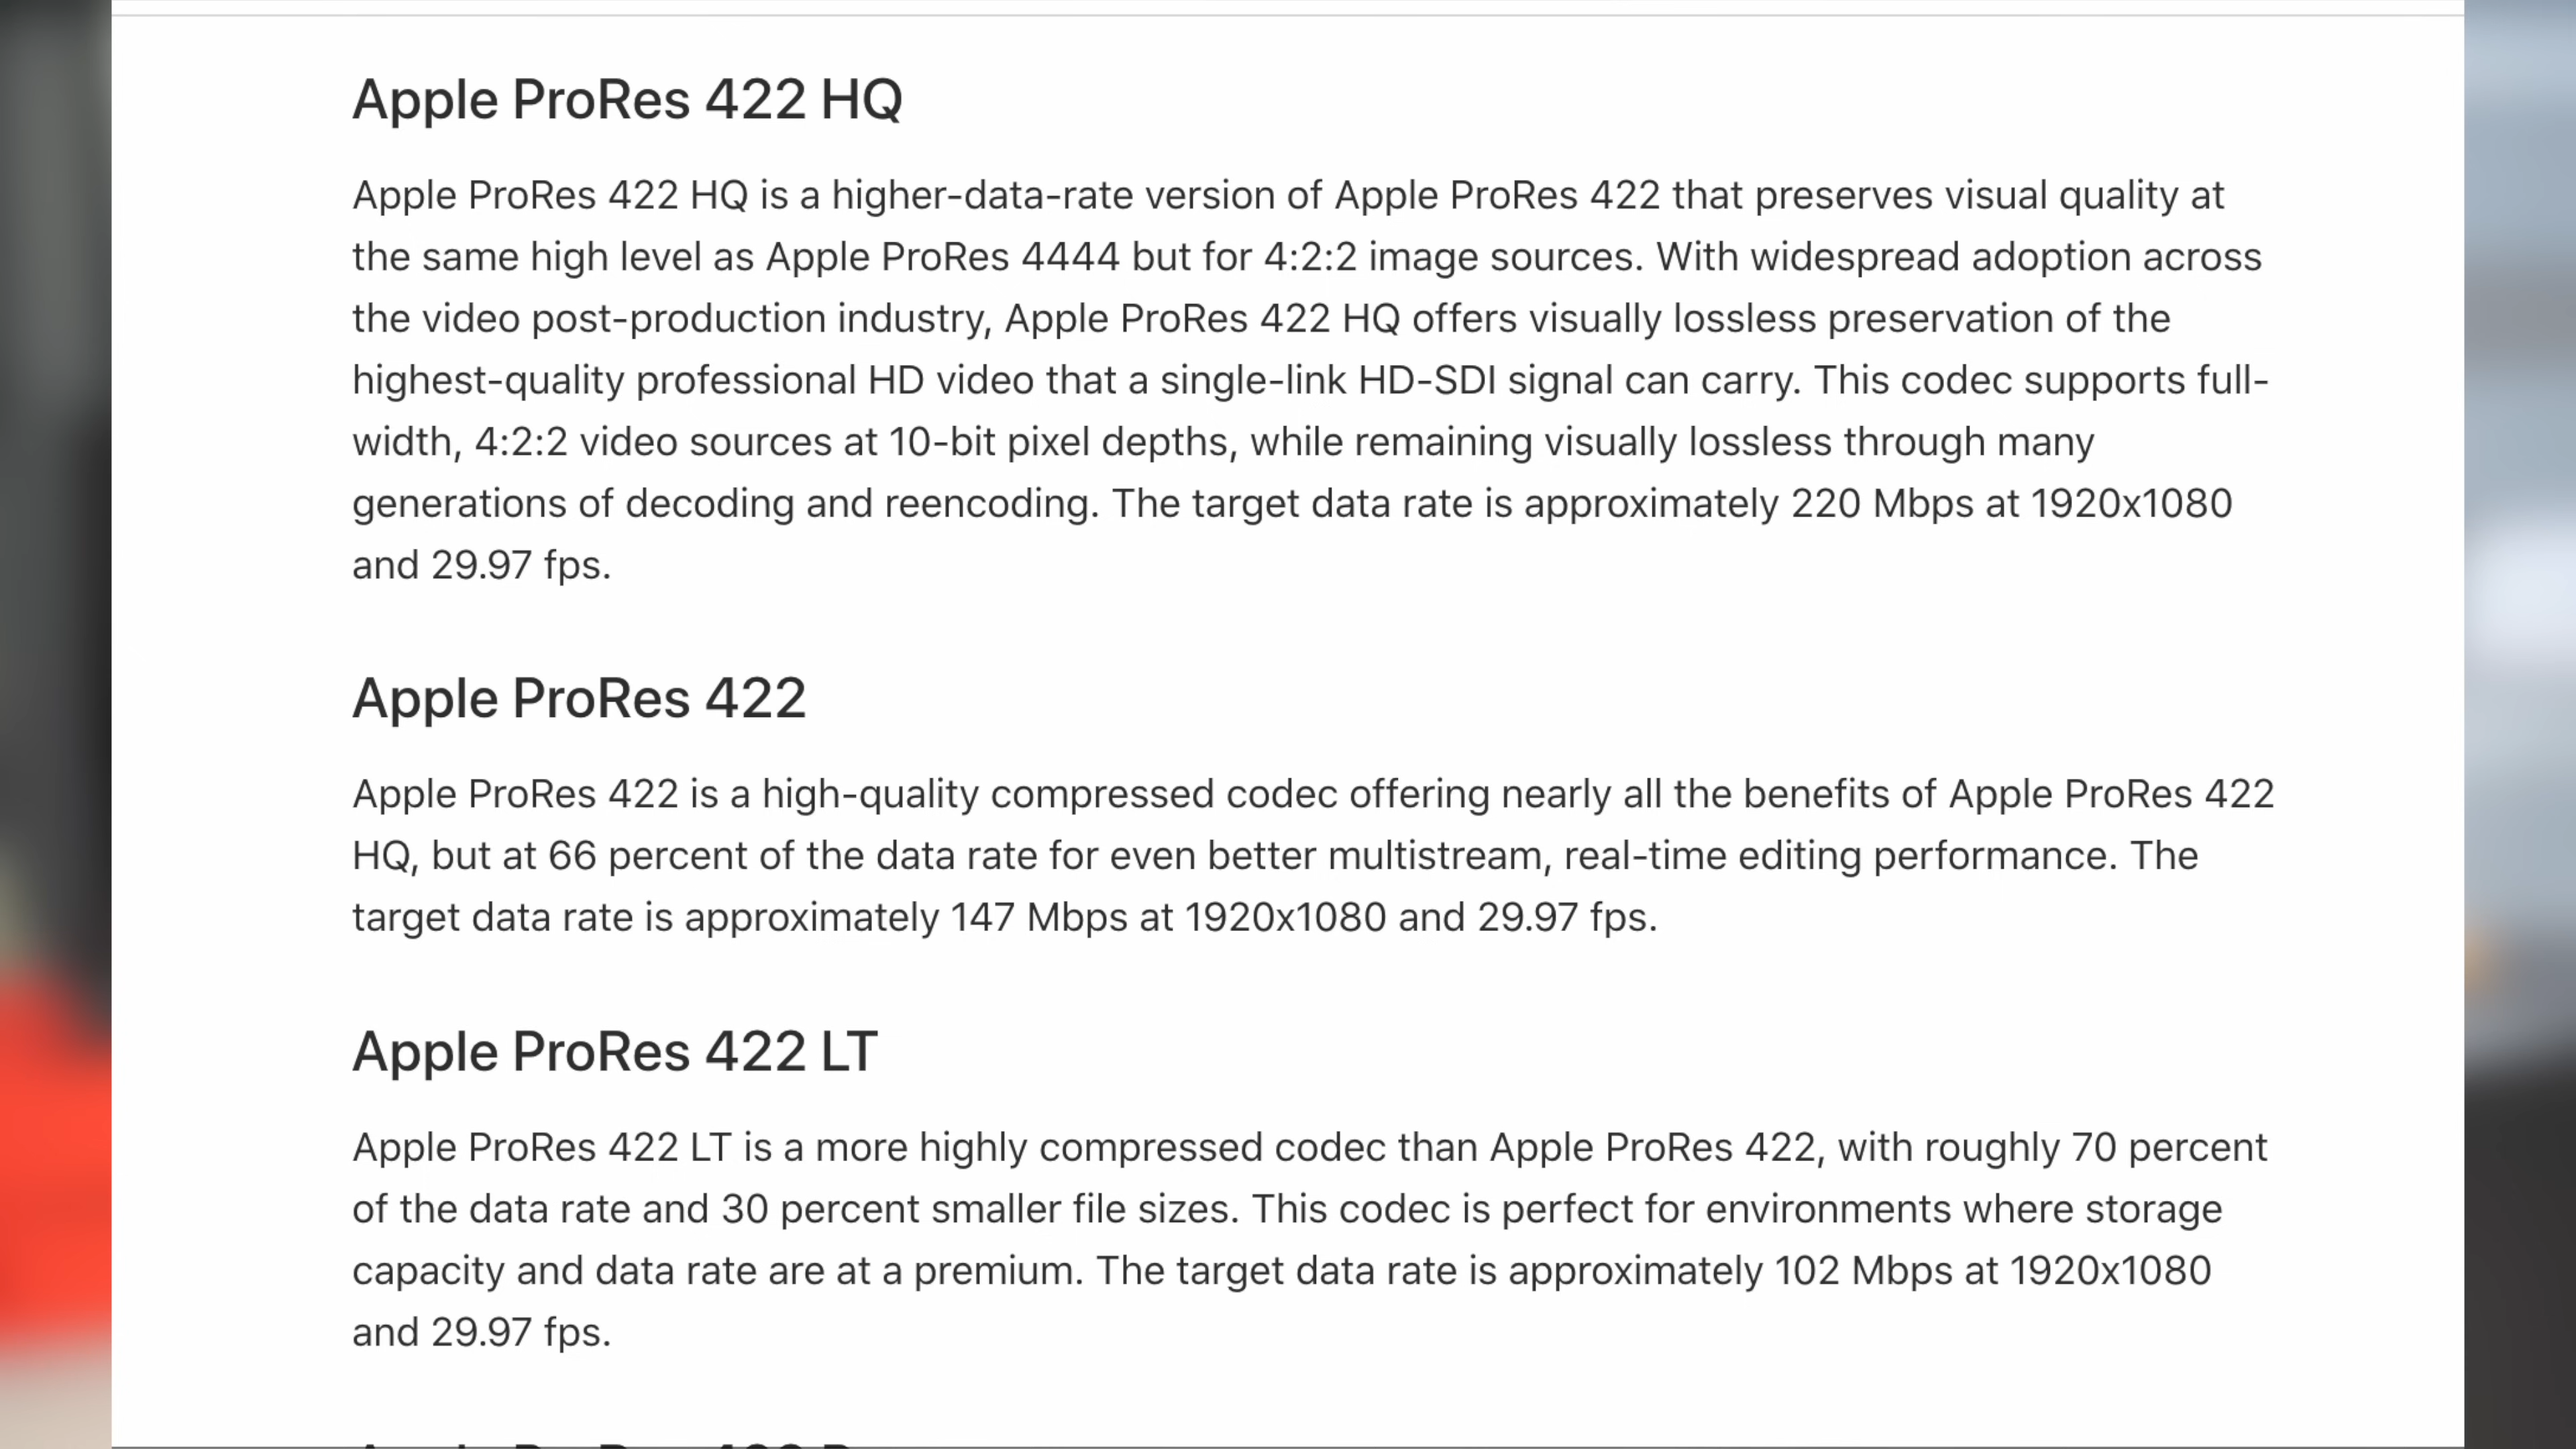 Apple ProRes 422 HQ
Apple ProRes 422 HQ is a higher-data-rate version of Apple ProRes 422 that preserves visual quality at
the same high level as Apple ProRes 4444 but for 4:2:2 image sources. With widespread adoption across
the video post-production industry, Apple ProRes 422 HQ offers visually lossless preservation of the
highest-quality professional HD video that a single-link HD-SDI signal can carry. This codec supports full-
width, 4:2:2 video sources at 10-bit pixel depths, while remaining visually lossless through many
generations of decoding and reencoding. The target data rate is approximately 220 Mbps at 1920x1080
and 29.97 fps.
Apple ProRes 422
Apple ProRes 422 is a high-quality compressed codec offering nearly all the benefits of Apple ProRes 422
HQ, but at 66 percent of the data rate for even better multistream, real-time editing performance. The
target data rate is approximately 147 Mbps at 1920x1080 and 29.97 fps.
Apple ProRes 422 LT
Apple ProRes 422 LT is a more highly compressed codec than Apple ProRes 422, with roughly 70 percent
of the data rate and 30 percent smaller file sizes. This codec is perfect for environments where storage
capacity and data rate are at a premium. The target data rate is approximately 102 Mbps at 1920x1080
and 29.97 fps.